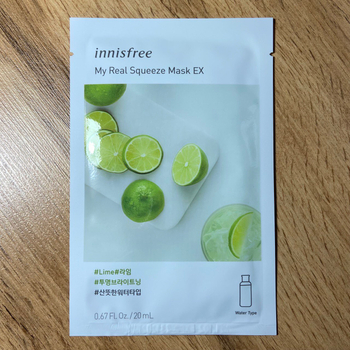 innisfree
My Real Squeeze Mask EX
#Lime#라임
#투명브라이트닝
#산뜻한워터타입
0.67 FL Oz. / 20 mL
Water Type